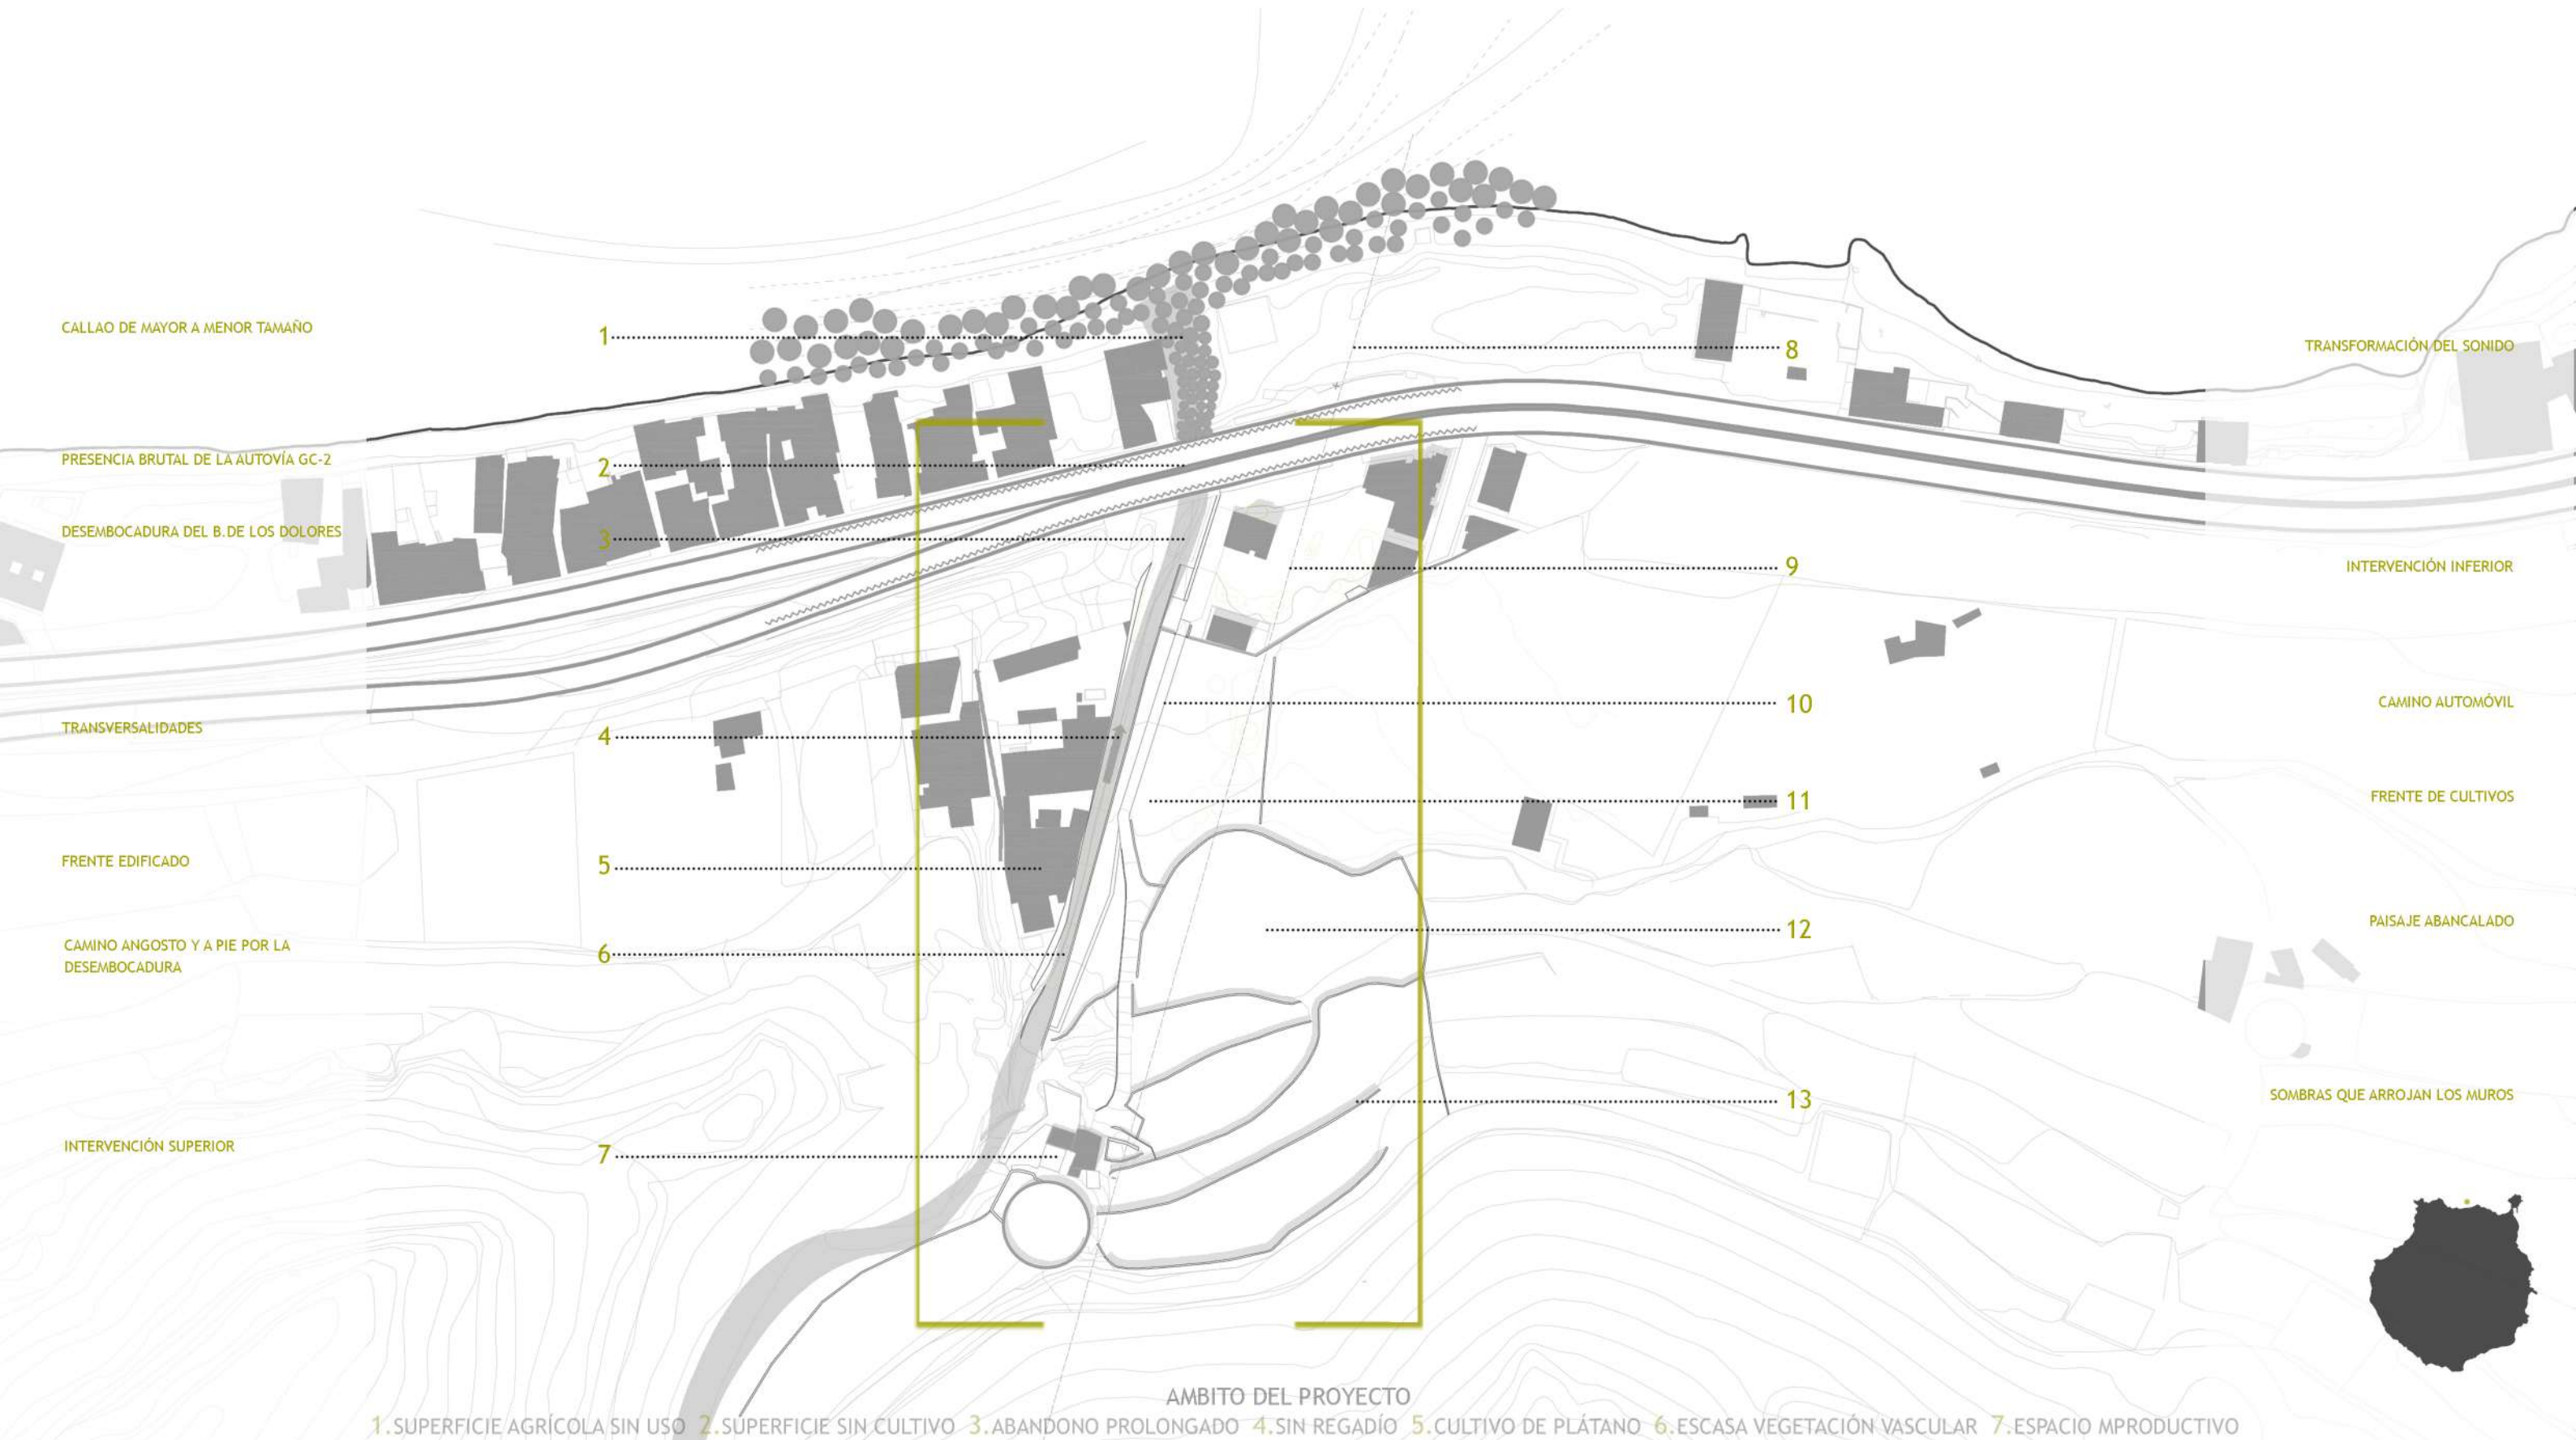 CALLAO DE MAYOR A MENOR TAMAÑO
1
8
TRANSFORMACIÓN DEL SONIDO
PRESENCIA BRUTAL DE LA AUTOVÍA GC-2
2
DESEMBOCADURA DEL B.DE LOS DOLORES
3
9
INTERVENCIÓN INFERIOR
10
CAMINO AUTOMÓVIL
TRANSVERSALIDADES
4
11
FRENTE DE CULTIVOS
FRENTE EDIFICADO
5
12
PAISAJE ABANCALADO
CAMINO ANGOSTO Y A PIE POR LA
DESEMBOCADURA
6
13
SOMBRAS QUE ARROJAN LOS MUROS
INTERVENCIÓN SUPERIOR
7
AMBITO DEL PROYECTO
1.SUPERFICIE AGRÍCOLA SIN USO 2.SUPERFICIE SIN CULTIVO 3.ABANDONO PROLONGADO 4.SIN REGADÍO 5.CULTIVO DE PLÁTANO 6.ESCASA VEGETACIÓN VASCULAR 7.ESPACIO MPRODUCTIVO